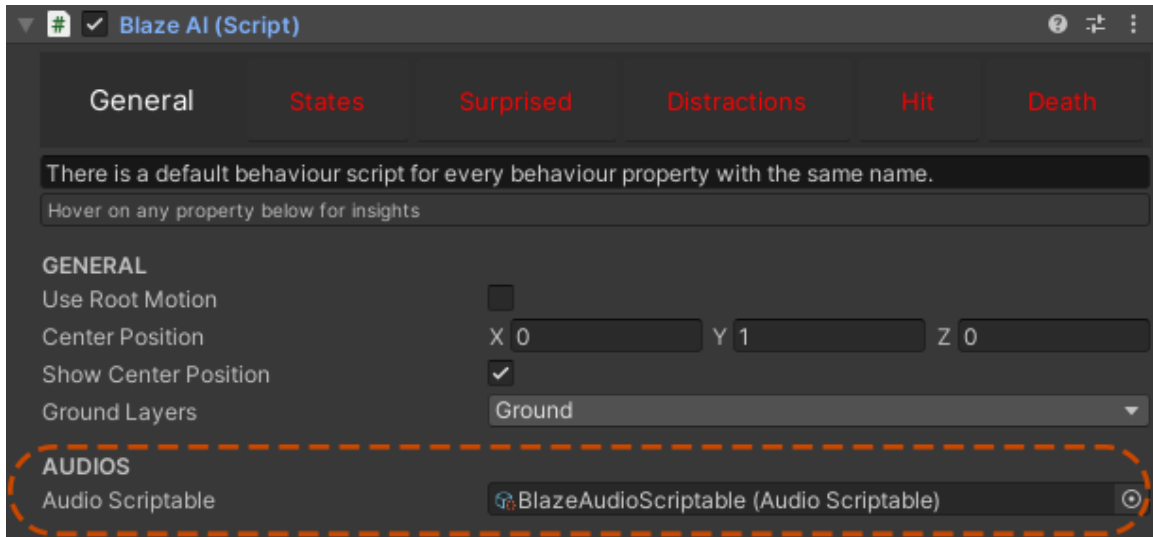 # Blaze AI (Script)
General States Surprised Distractions Hit Death
There is a default behaviour script for every behaviour property with the same name.
Hover on any property below for insights
GENERAL
Use Root Motion
Center Position X 0 Y 1 Z 0
Show Center Position
Ground Layers Ground
AUDIOS
Audio Scriptable BlazeAudioScriptable (Audio Scriptable)